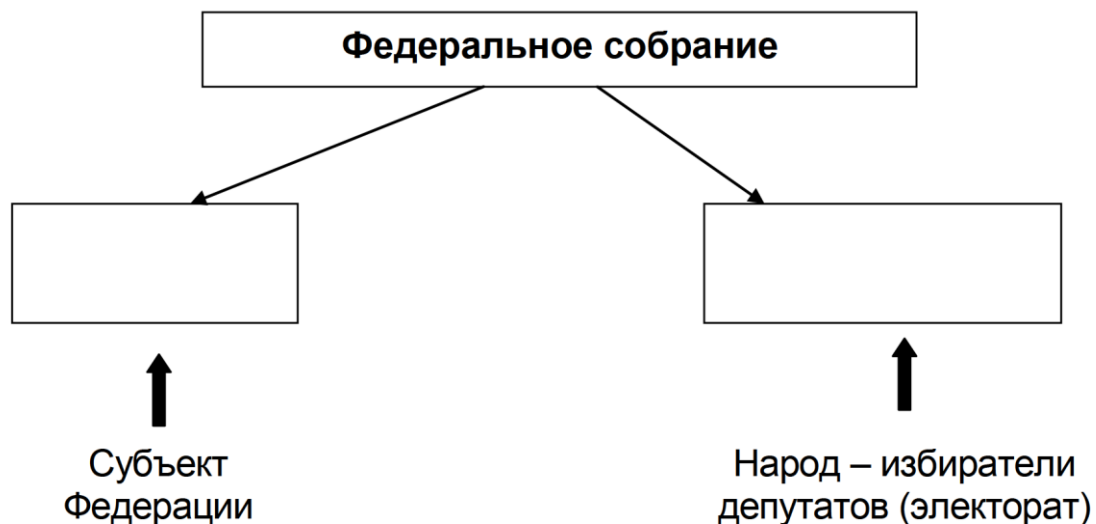 Федеральное собрание
Субъект
Федерации
Народ – избиратели
депутатов (электорат)